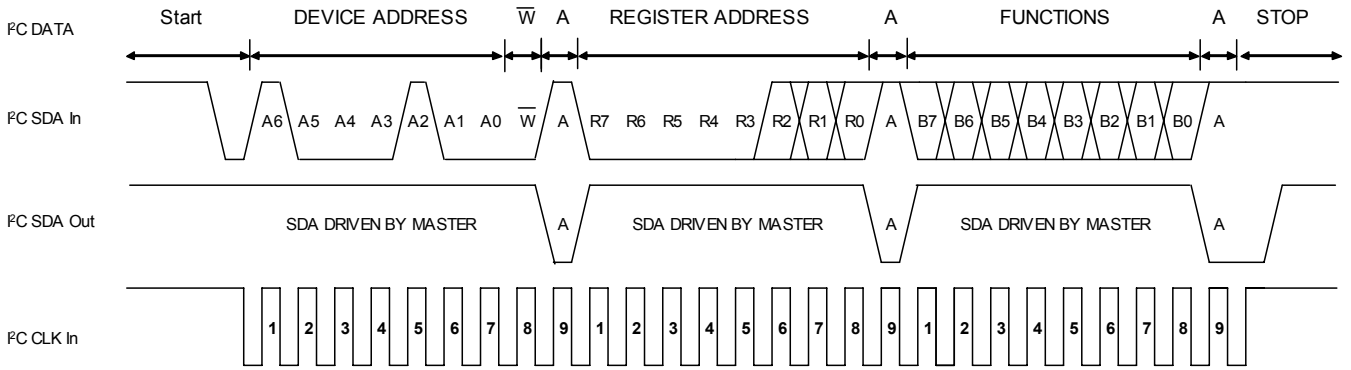 I²C DATA Start DEVICE ADDRESS W̅ A REGISTER ADDRESS A FUNCTIONS A STOP
I²C SDA In A6 A5 A4 A3 A2 A1 A0 W̅ A R7 R6 R5 R4 R3 R2 R1 R0 A B7 B6 B5 B4 B3 B2 B1 B0 A
I²C SDA Out SDA DRIVEN BY MASTER A SDA DRIVEN BY MASTER A SDA DRIVEN BY MASTER A
I²C CLK In 1 2 3 4 5 6 7 8 9 1 2 3 4 5 6 7 8 9 1 2 3 4 5 6 7 8 9